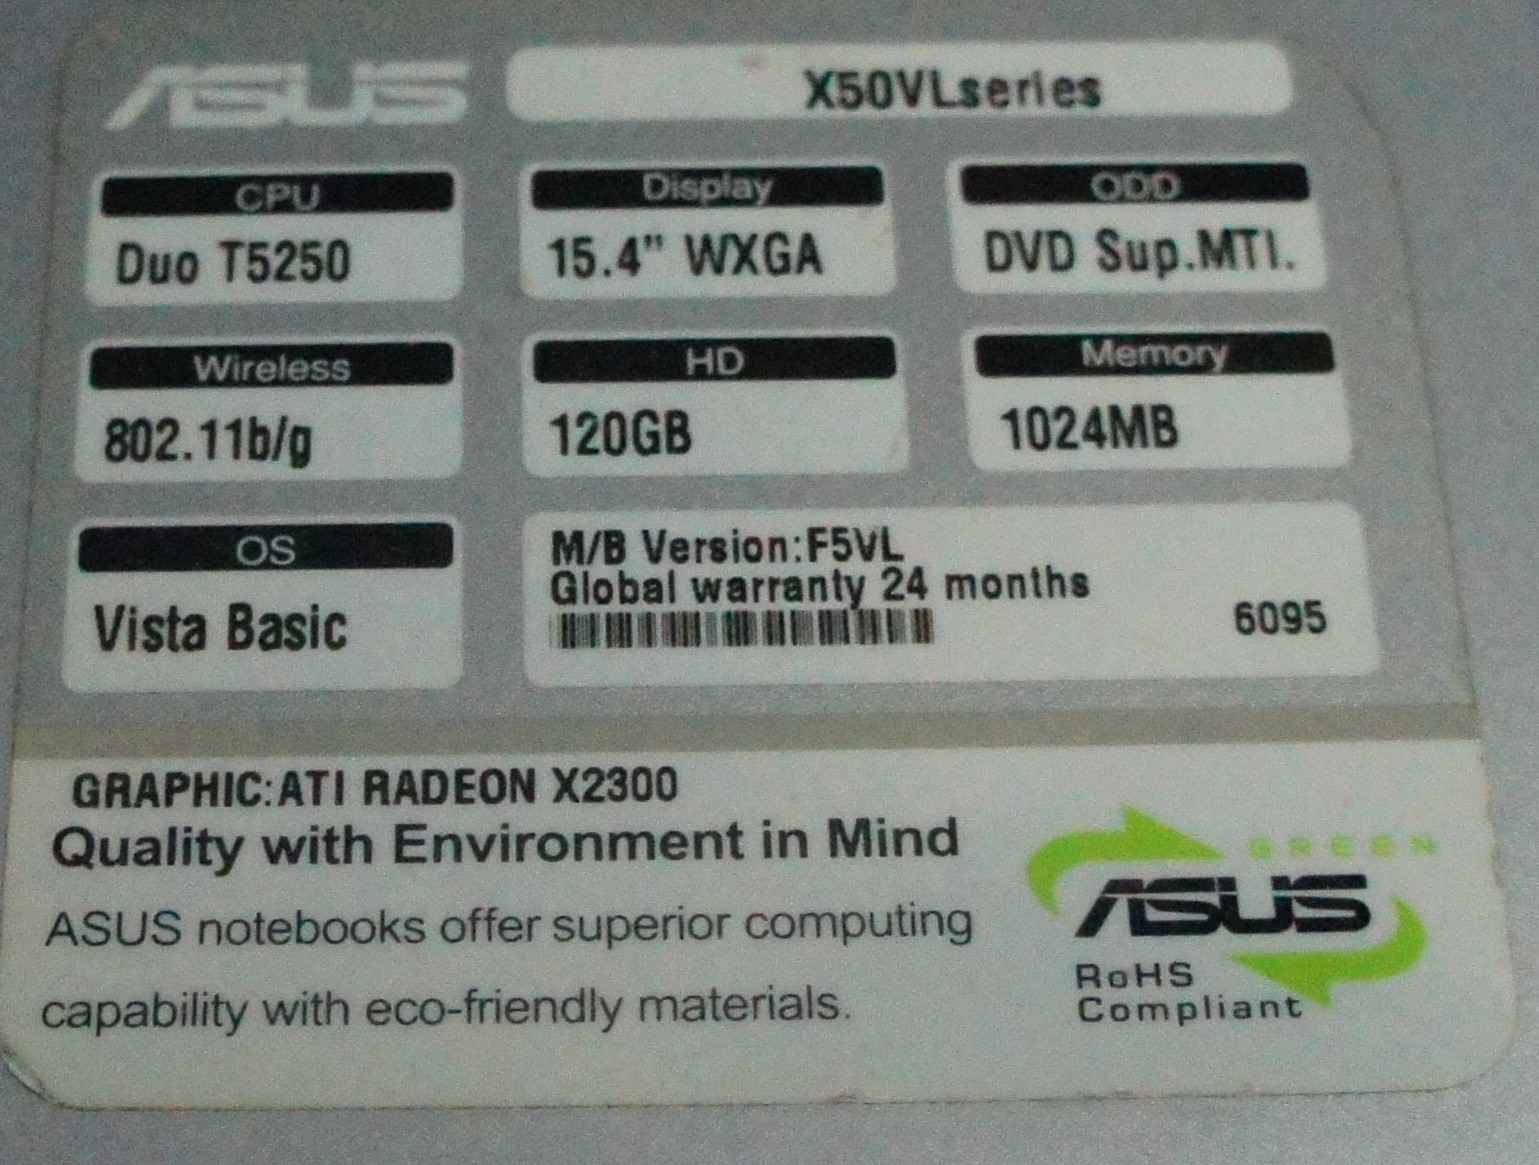 ASUS
X50VLseries
CPU
Duo T5250
Display
15.4" WXGA
ODD
DVD Sup.MTI.
Wireless
802.11b/g
HD
120GB
Memory
1024MB
OS
Vista Basic
M/B Version:F5VL
Global warranty 24 months
6095
GRAPHIC:ATI RADEON X2300
Quality with Environment in Mind
ASUS notebooks offer superior computing
capability with eco-friendly materials.
GREEN
ASUS
RoHS
Compliant